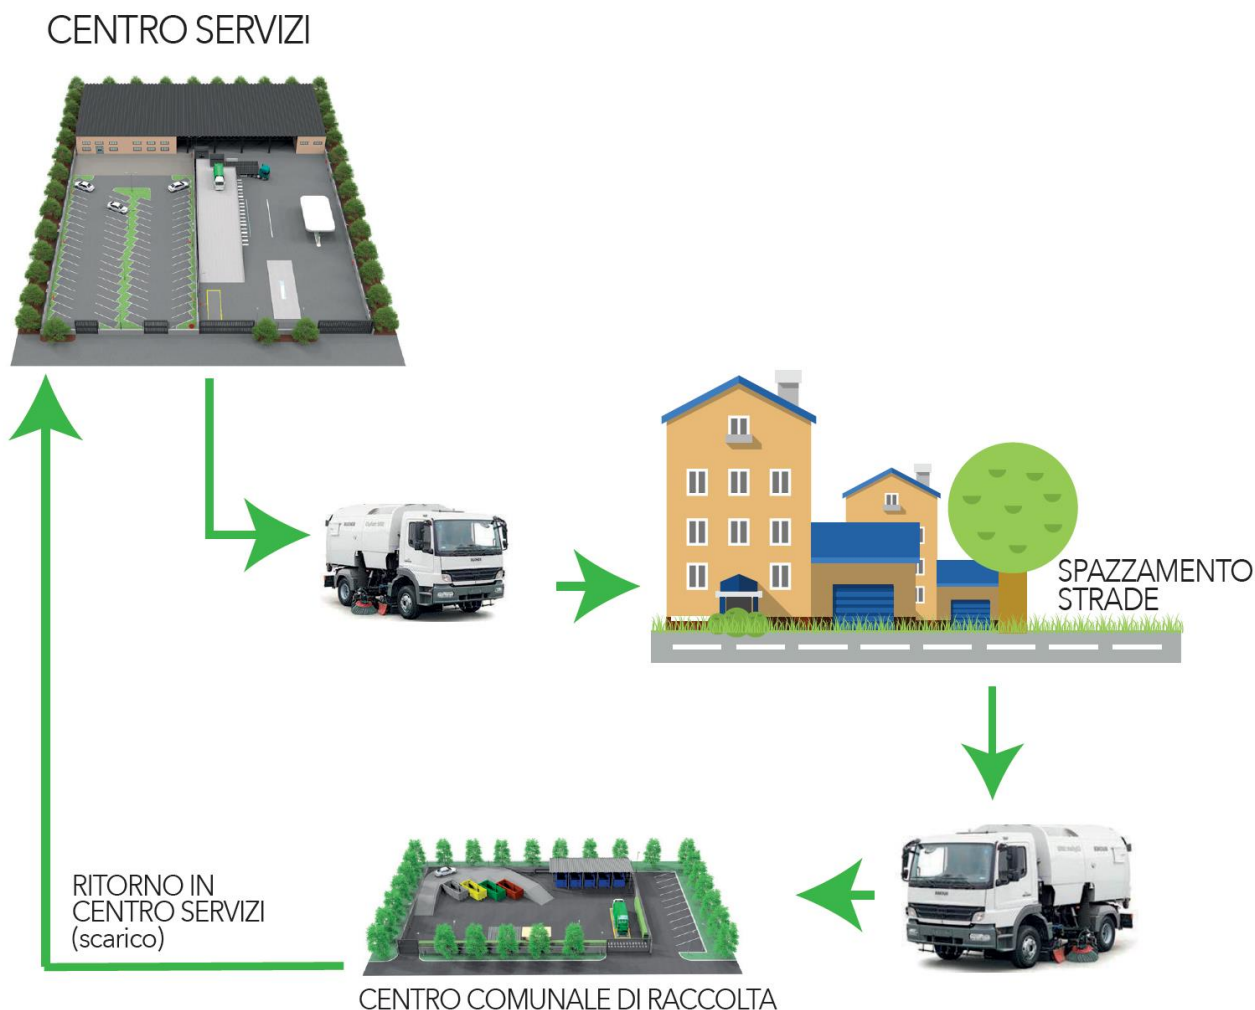 CENTRO SERVIZI
SPAZZAMENTO
STRADE
RITORNO IN
CENTRO SERVIZI
(scarico)
CENTRO COMUNALE DI RACCOLTA